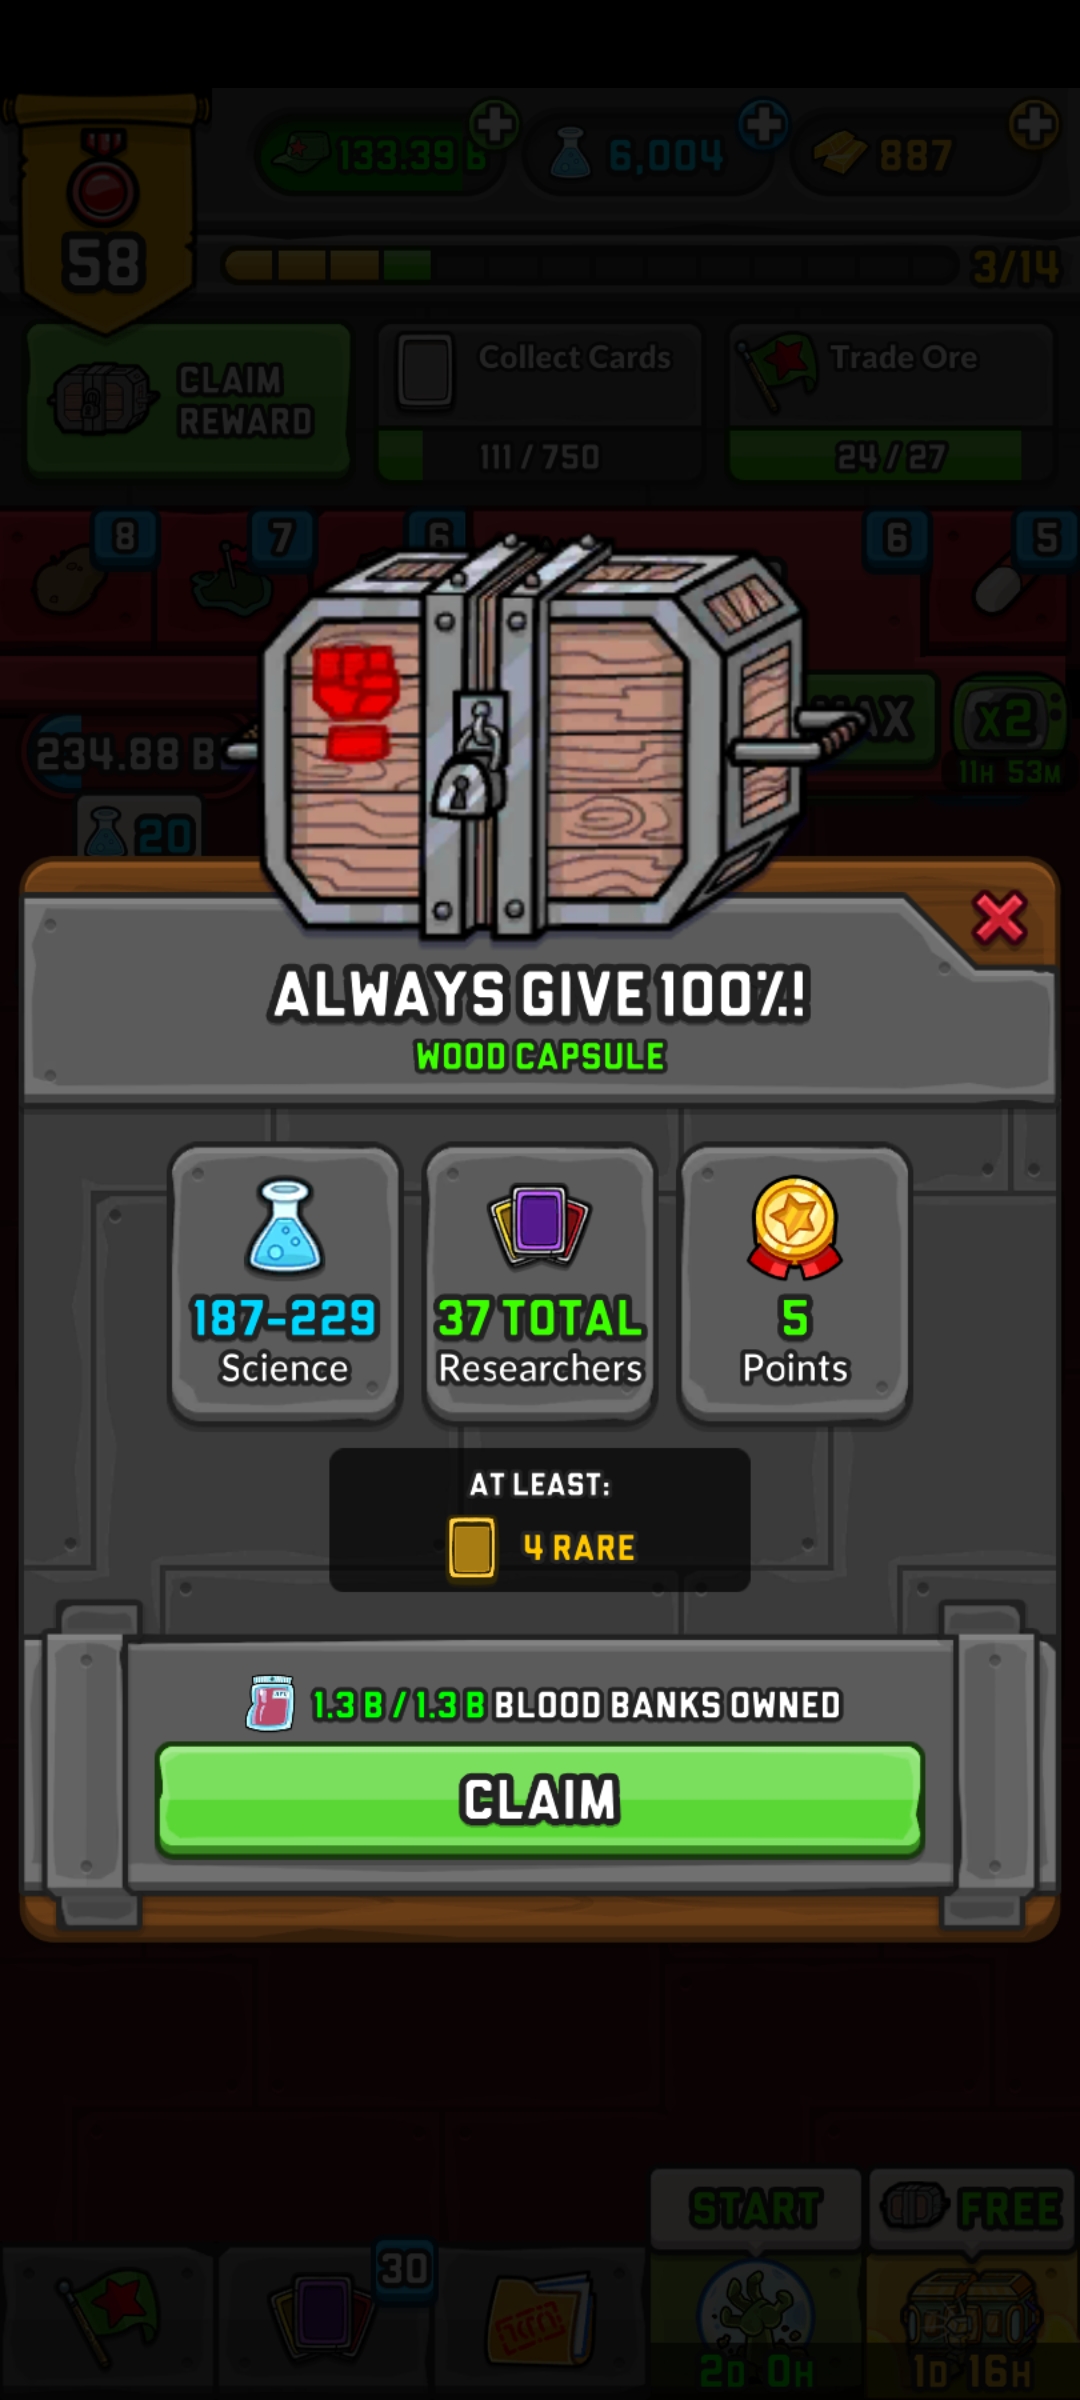 133.39 B
6,004
887
58
3/14
CLAIM
REWARD
Collect Cards
111 / 750
Trade Ore
24 / 27
8
7
6
6
5
234.88 B
AX
x2
11H 53M
20
ALWAYS GIVE 100%!
WOOD CAPSULE
187-229
Science
37 TOTAL
Researchers
5
Points
AT LEAST:
4 RARE
1.3 B / 1.3 B BLOOD BANKS OWNED
CLAIM
START
FREE
30
2D 0H
1D 16H